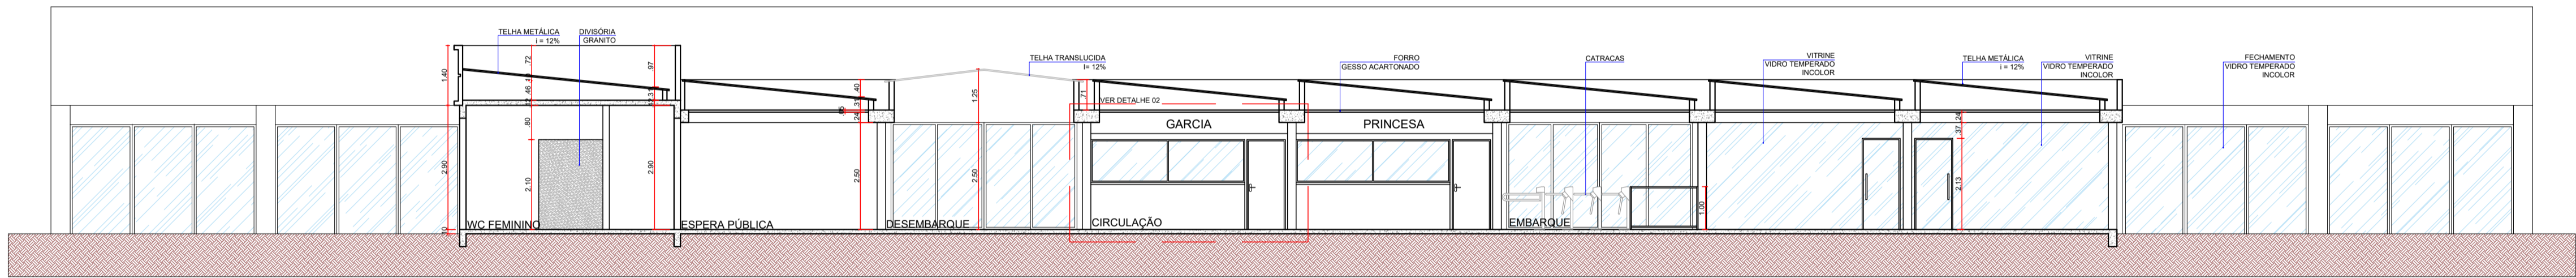 TELHA METÁLICA
i = 12%
DIVISÓRIA
GRANITO
TELHA TRANSLUCIDA
I= 12%
FORRO
GESSO ACARTONADO
CATRACAS
VITRINE
VIDRO TEMPERADO
INCOLOR
TELHA METÁLICA
i = 12%
VITRINE
VIDRO TEMPERADO
INCOLOR
FECHAMENTO
VIDRO TEMPERADO
INCOLOR
1.40
.72
.46
.97
.40
1.25
.71
VER DETALHE 02
GARCIA
PRINCESA
.80
.24
.24
.37
2.90
2.10
2.90
2.50
2.50
1.00
2.13
.10
WC FEMININO
ESPERA PÚBLICA
DESEMBARQUE
CIRCULAÇÃO
EMBARQUE